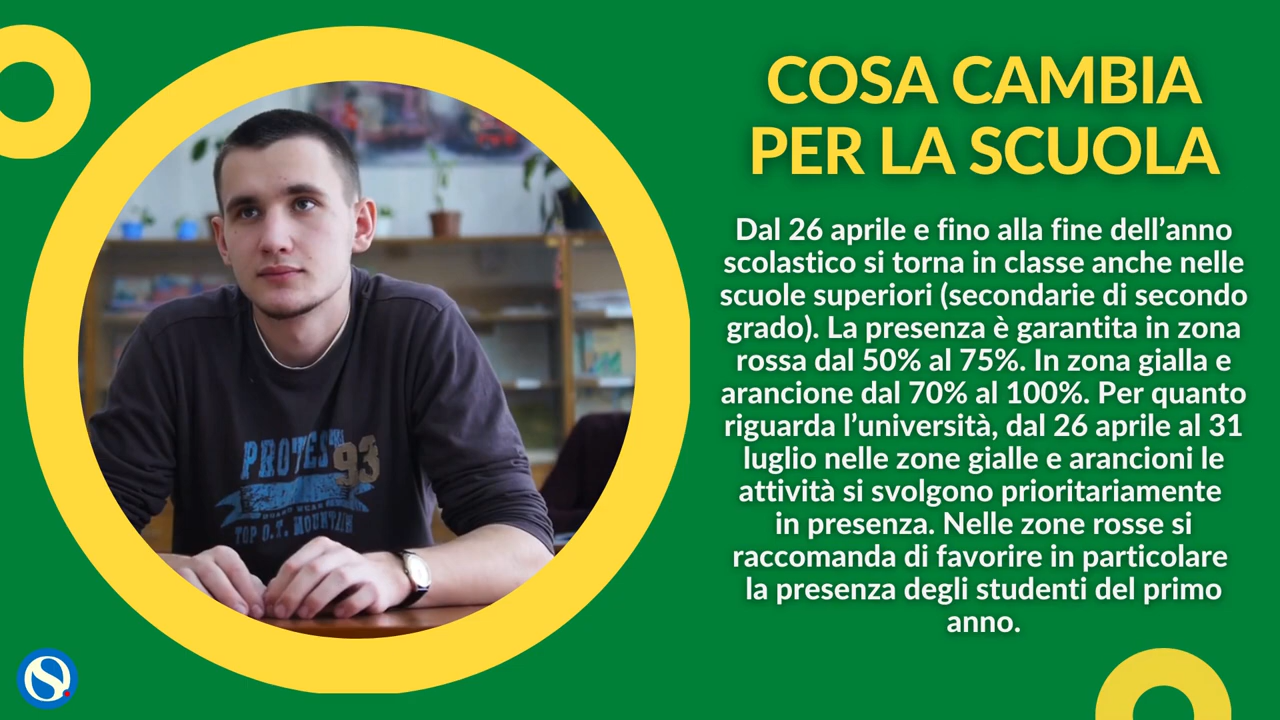 COSA CAMBIA
PER LA SCUOLA
Dal 26 aprile e fino alla fine dell’anno
scolastico si torna in classe anche nelle
scuole superiori (secondarie di secondo
grado). La presenza è garantita in zona
rossa dal 50% al 75%. In zona gialla e
arancione dal 70% al 100%. Per quanto
riguarda l’università, dal 26 aprile al 31
luglio nelle zone gialle e arancioni le
attività si svolgono prioritariamente
in presenza. Nelle zone rosse si
raccomanda di favorire in particolare
la presenza degli studenti del primo
anno.
PROTEST
93
TOP O.T. MOUNTAIN
S